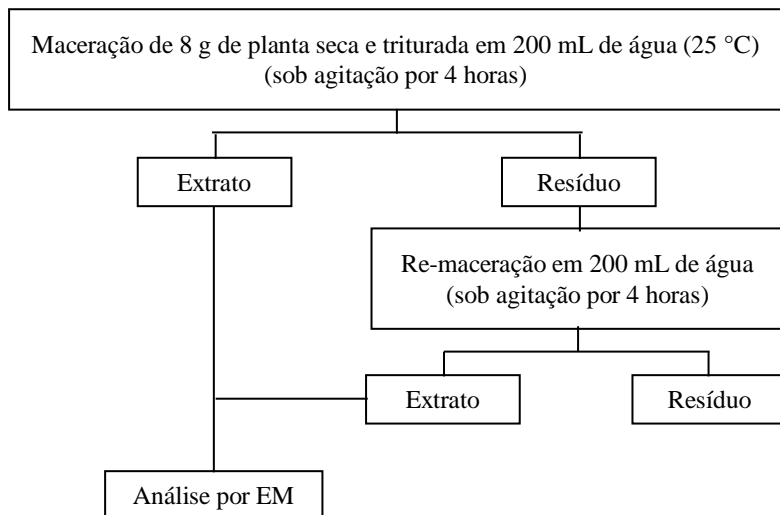 Maceração de 8 g de planta seca e triturada em 200 mL de água (25 °C)
(sob agitação por 4 horas)
Extrato
Resíduo
Re-maceração em 200 mL de água
(sob agitação por 4 horas)
Extrato
Resíduo
Análise por EM